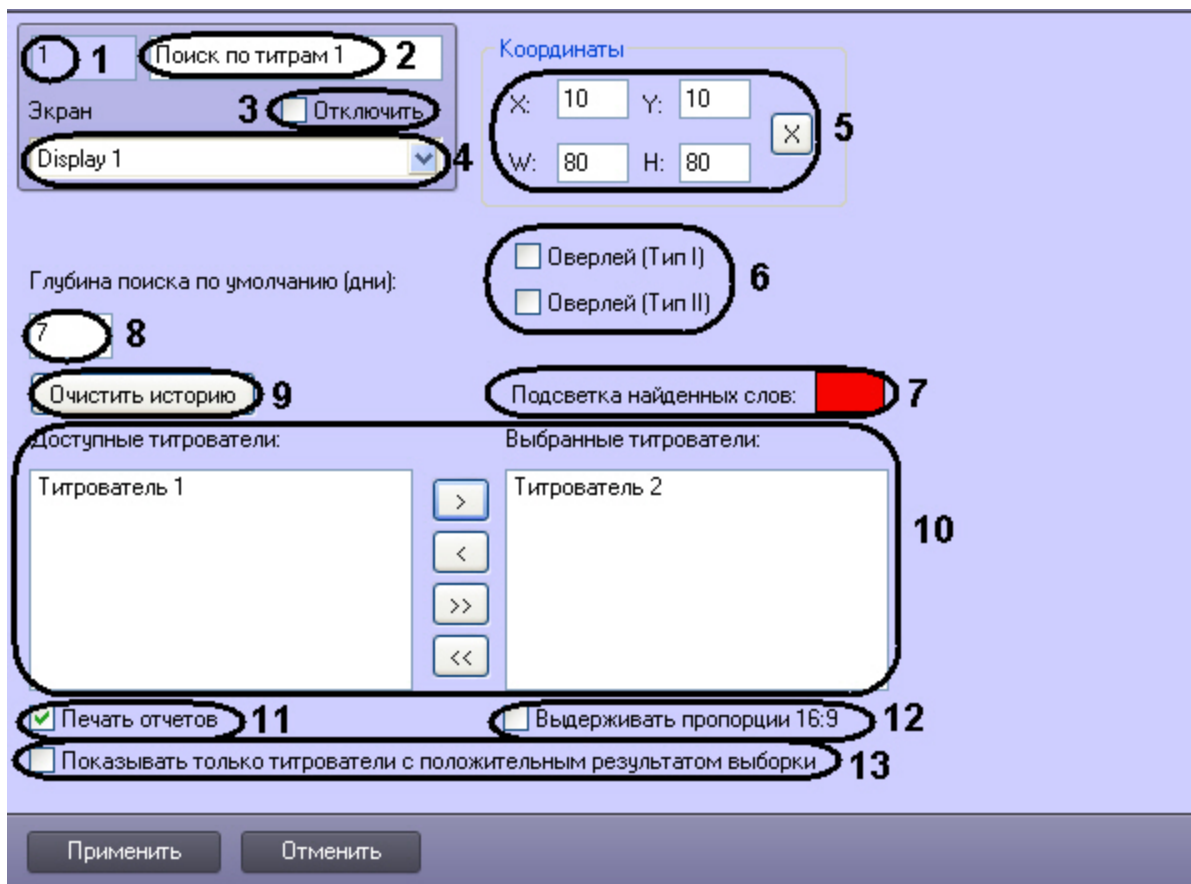 1 1 Поиск по титрам 1 2
Экран 3 Отключить
Display 1 4
Координаты
X: 10 Y: 10
X 5
W: 80 H: 80
Оверлей (Тип I)
Оверлей (Тип II)
6
Глубина поиска по умолчанию (дни):
7 8
Очистить историю 9
Подсветка найденных слов: 7
Доступные титрователи: Выбранные титрователи:
Титрователь 1 > Титрователь 2
<
>>
<<
10
Печать отчетов 11 Выдерживать пропорции 16:9 12
Показывать только титрователи с положительным результатом выборки 13
Применить Отменить